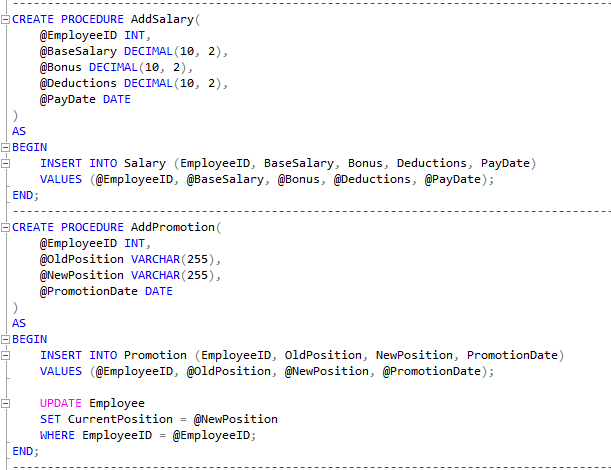 --------------------------------------------------------------------------------
CREATE PROCEDURE AddSalary(
    @EmployeeID INT,
    @BaseSalary DECIMAL(10, 2),
    @Bonus DECIMAL(10, 2),
    @Deductions DECIMAL(10, 2),
    @PayDate DATE
)
AS
BEGIN
    INSERT INTO Salary (EmployeeID, BaseSalary, Bonus, Deductions, PayDate)
    VALUES (@EmployeeID, @BaseSalary, @Bonus, @Deductions, @PayDate);
END;
--------------------------------------------------------------------------------
CREATE PROCEDURE AddPromotion(
    @EmployeeID INT,
    @OldPosition VARCHAR(255),
    @NewPosition VARCHAR(255),
    @PromotionDate DATE
)
AS
BEGIN
    INSERT INTO Promotion (EmployeeID, OldPosition, NewPosition, PromotionDate)
    VALUES (@EmployeeID, @OldPosition, @NewPosition, @PromotionDate);

    UPDATE Employee
    SET CurrentPosition = @NewPosition
    WHERE EmployeeID = @EmployeeID;
END;
--------------------------------------------------------------------------------